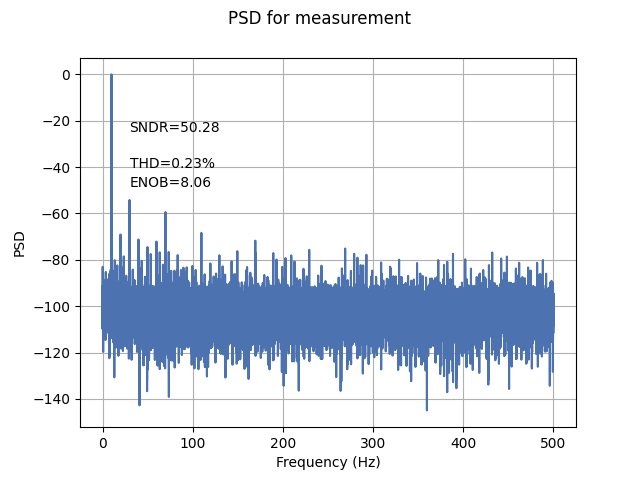 PSD for measurement
0
−20
−40
−60
−80
−100
−120
−140
PSD
SNDR=50.28
THD=0.23%
ENOB=8.06
0 100 200 300 400 500
Frequency (Hz)